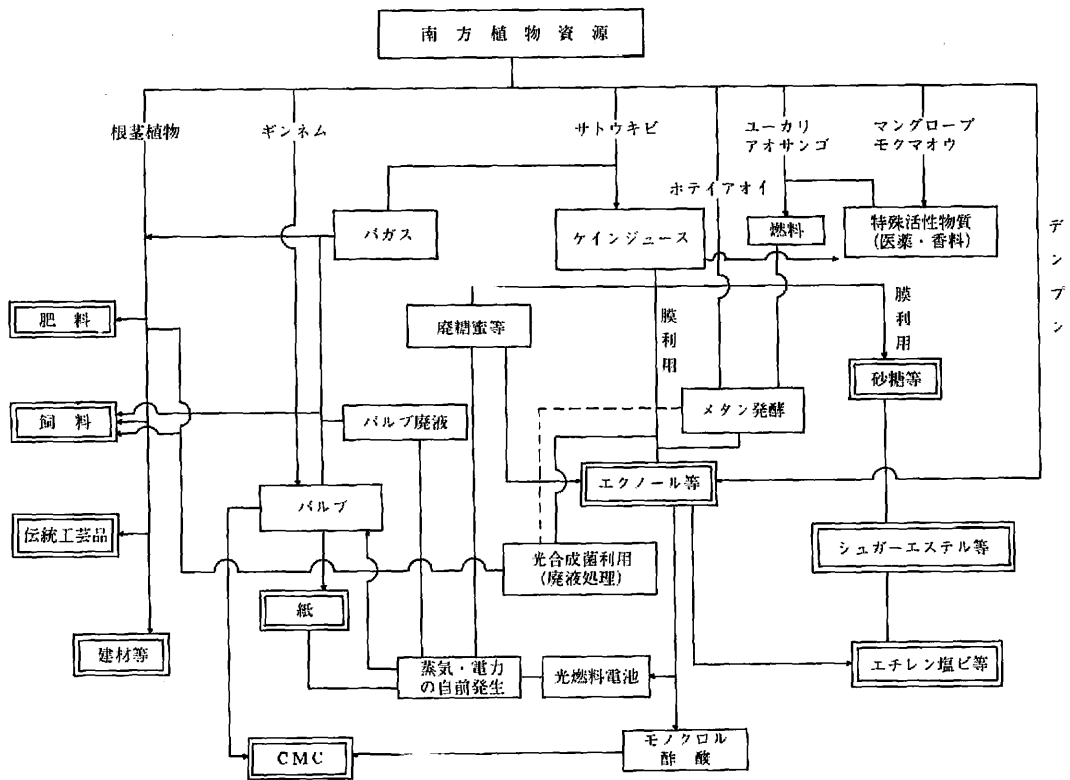 南方植物資源
根茎植物
ギンネム
サトウキビ
ユーカリ
アオサンゴ
マングローブ
モクマオウ
ホテイアオイ
バガス
ケインジュース
燃料
特殊活性物質
(医薬・香料)
デンプン
肥料
廃糖蜜等
膜利用
膜利用
砂糖等
飼料
パルプ廃液
メタン発酵
パルプ
エタノール等
伝統工芸品
光合成菌利用
(廃液処理)
シュガーエステル等
紙
建材等
蒸気・電力
の自前発生
光燃料電池
エチレン塩ビ等
CMC
モノクロル
酢酸